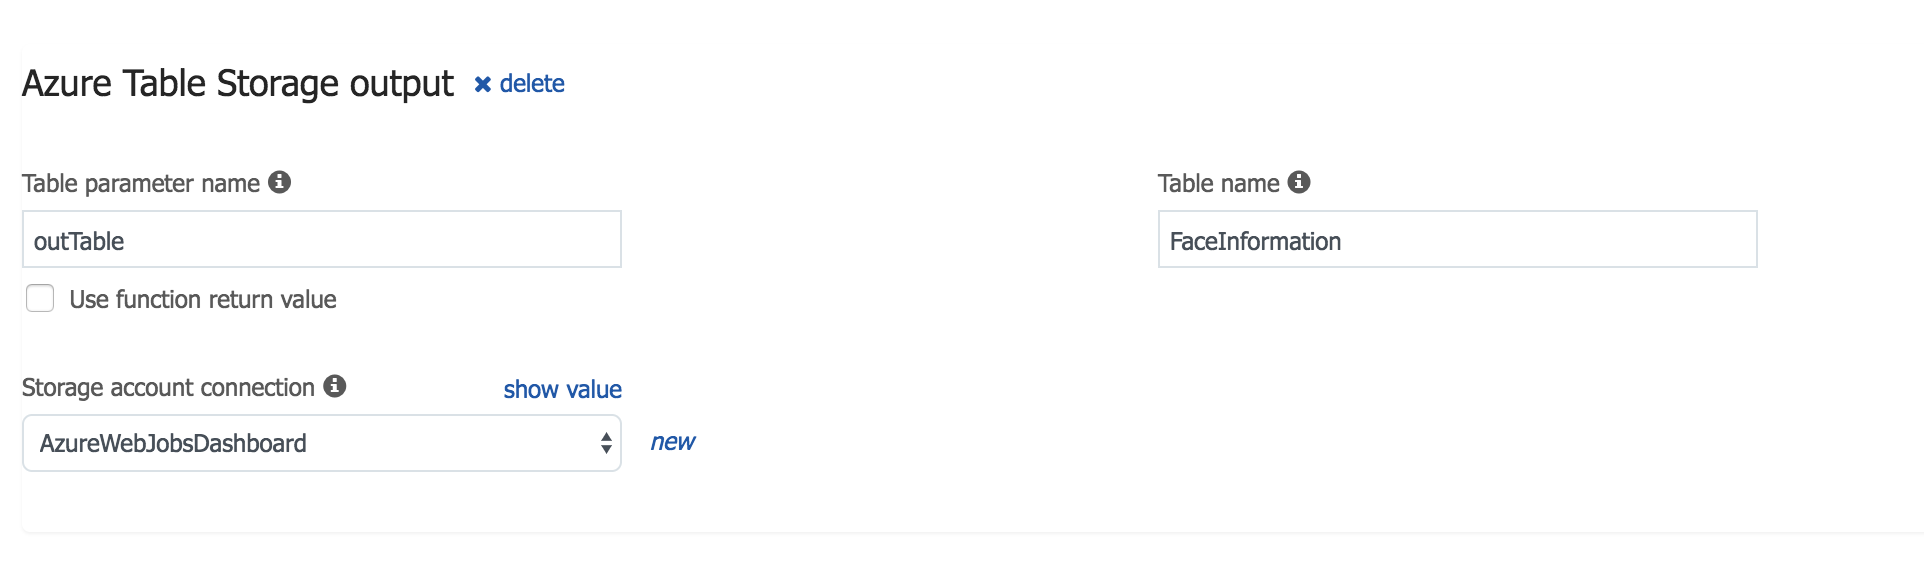 Azure Table Storage output delete
Table parameter name
Table name
outTable
FaceInformation
Use function return value
Storage account connection show value
AzureWebJobsDashboard new